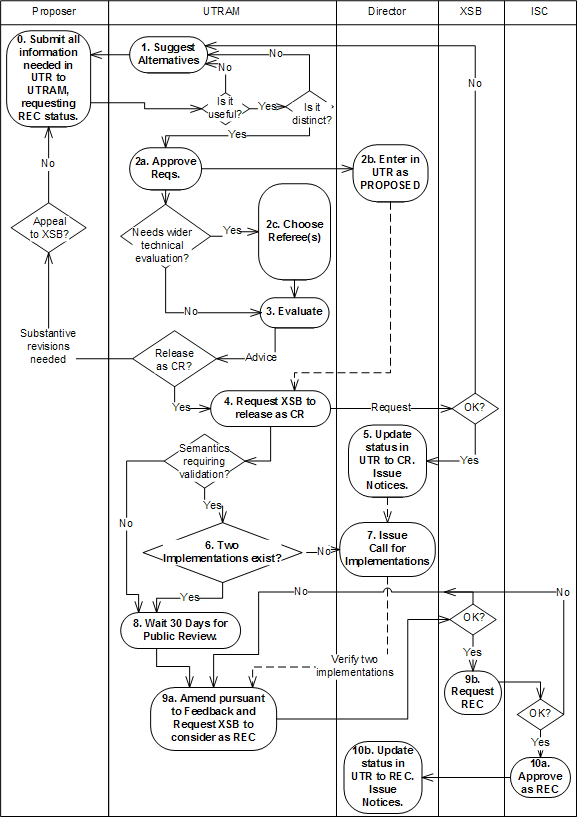 Proposer
UTRAM
Director
XSB
ISC
0. Submit all
information
needed in
UTR to
UTRAM,
requesting
REC status.
1. Suggest
Alternatives
No
No
No
Is it
useful?
Yes
Is it
distinct?
Yes
2a. Approve
Reqs.
2b. Enter in
UTR as
PROPOSED
No
Appeal
to XSB?
Needs wider
technical
evaluation?
Yes
2c. Choose
Referee(s)
No
3. Evaluate
Substantive
revisions
needed
Release
as CR?
Advice
Yes
4. Request XSB to
release as CR
Request
OK?
Semantics
requiring
validation?
5. Update
status in
UTR to CR.
Issue
Notices.
Yes
Yes
No
6. Two
Implementations exist?
No
7. Issue
Call for
Implementations
Yes
No
No
8. Wait 30 Days for
Public Review.
OK?
Yes
Verify two
implementations
9a. Amend pursuant
to Feedback and
Request XSB to
consider as REC
9b.
Request
REC
OK?
Yes
10b. Update
status in
UTR to REC.
Issue
Notices.
10a.
Approve
as REC